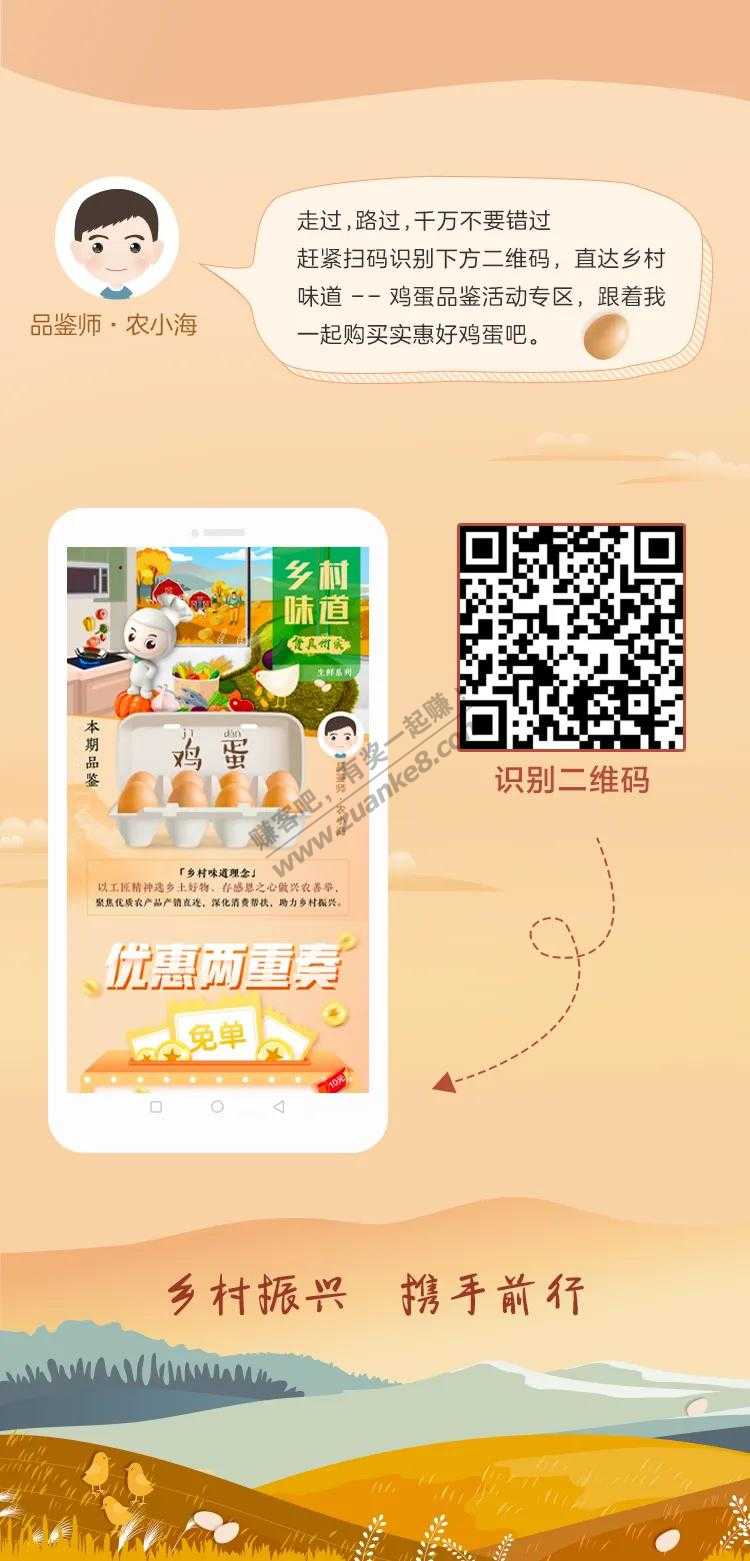 走过,路过,千万不要错过
赶紧扫码识别下方二维码，直达乡村
味道 -- 鸡蛋品鉴活动专区，跟着我
一起购买实惠好鸡蛋吧。
品鉴师·农小海
乡村
味道
生鲜系列
本期品鉴
jī dàn
鸡 蛋
「乡村味道理念」
以工匠精神选乡土好物、存感恩之心做兴农善举，
聚焦优质农产品产销直连，深化消费帮扶，助力乡村振兴。
优惠两重奏
免单
10元
识别二维码
赚客吧，有奖一起赚！
www.zuanke8.com
乡村振兴 携手前行